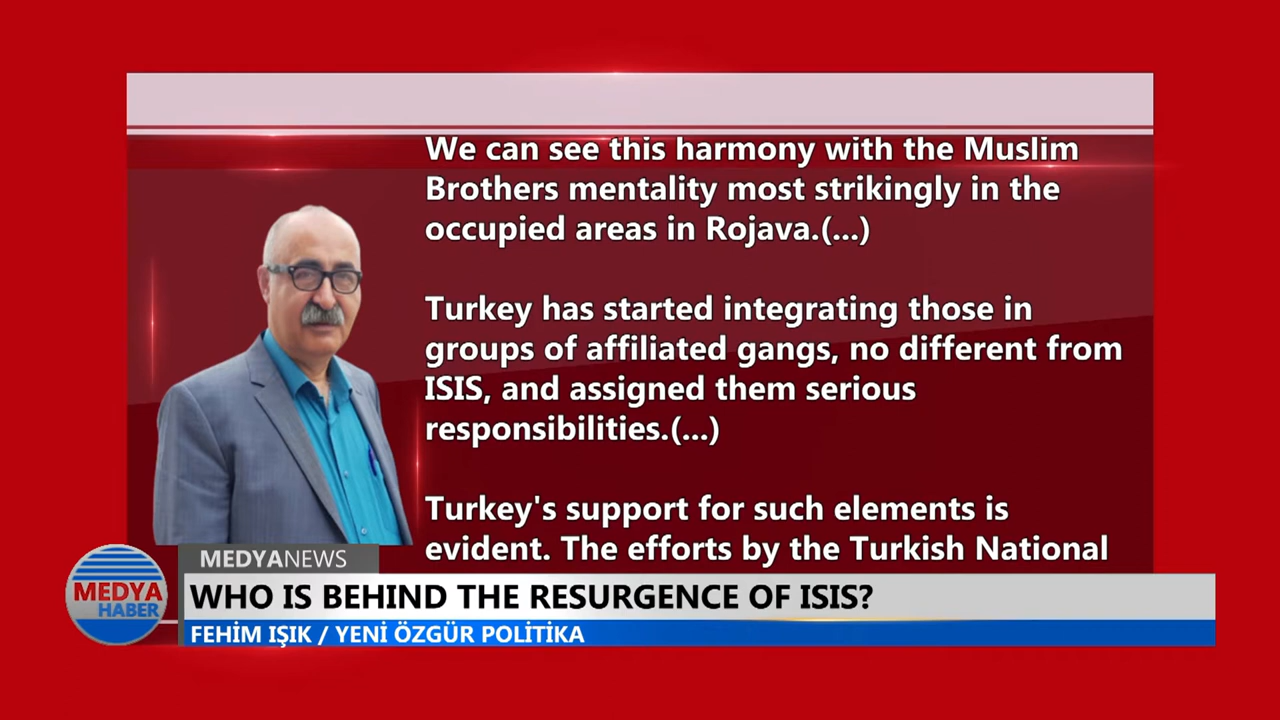 We can see this harmony with the Muslim
Brothers mentality most strikingly in the
occupied areas in Rojava.(...)
Turkey has started integrating those in
groups of affiliated gangs, no different from
ISIS, and assigned them serious
responsibilities.(...)
Turkey's support for such elements is
evident. The efforts by the Turkish National
MEDYANEWS
MEDYA
HABER
WHO IS BEHIND THE RESURGENCE OF ISIS?
FEHİM IŞIK / YENİ ÖZGÜR POLİTİKA